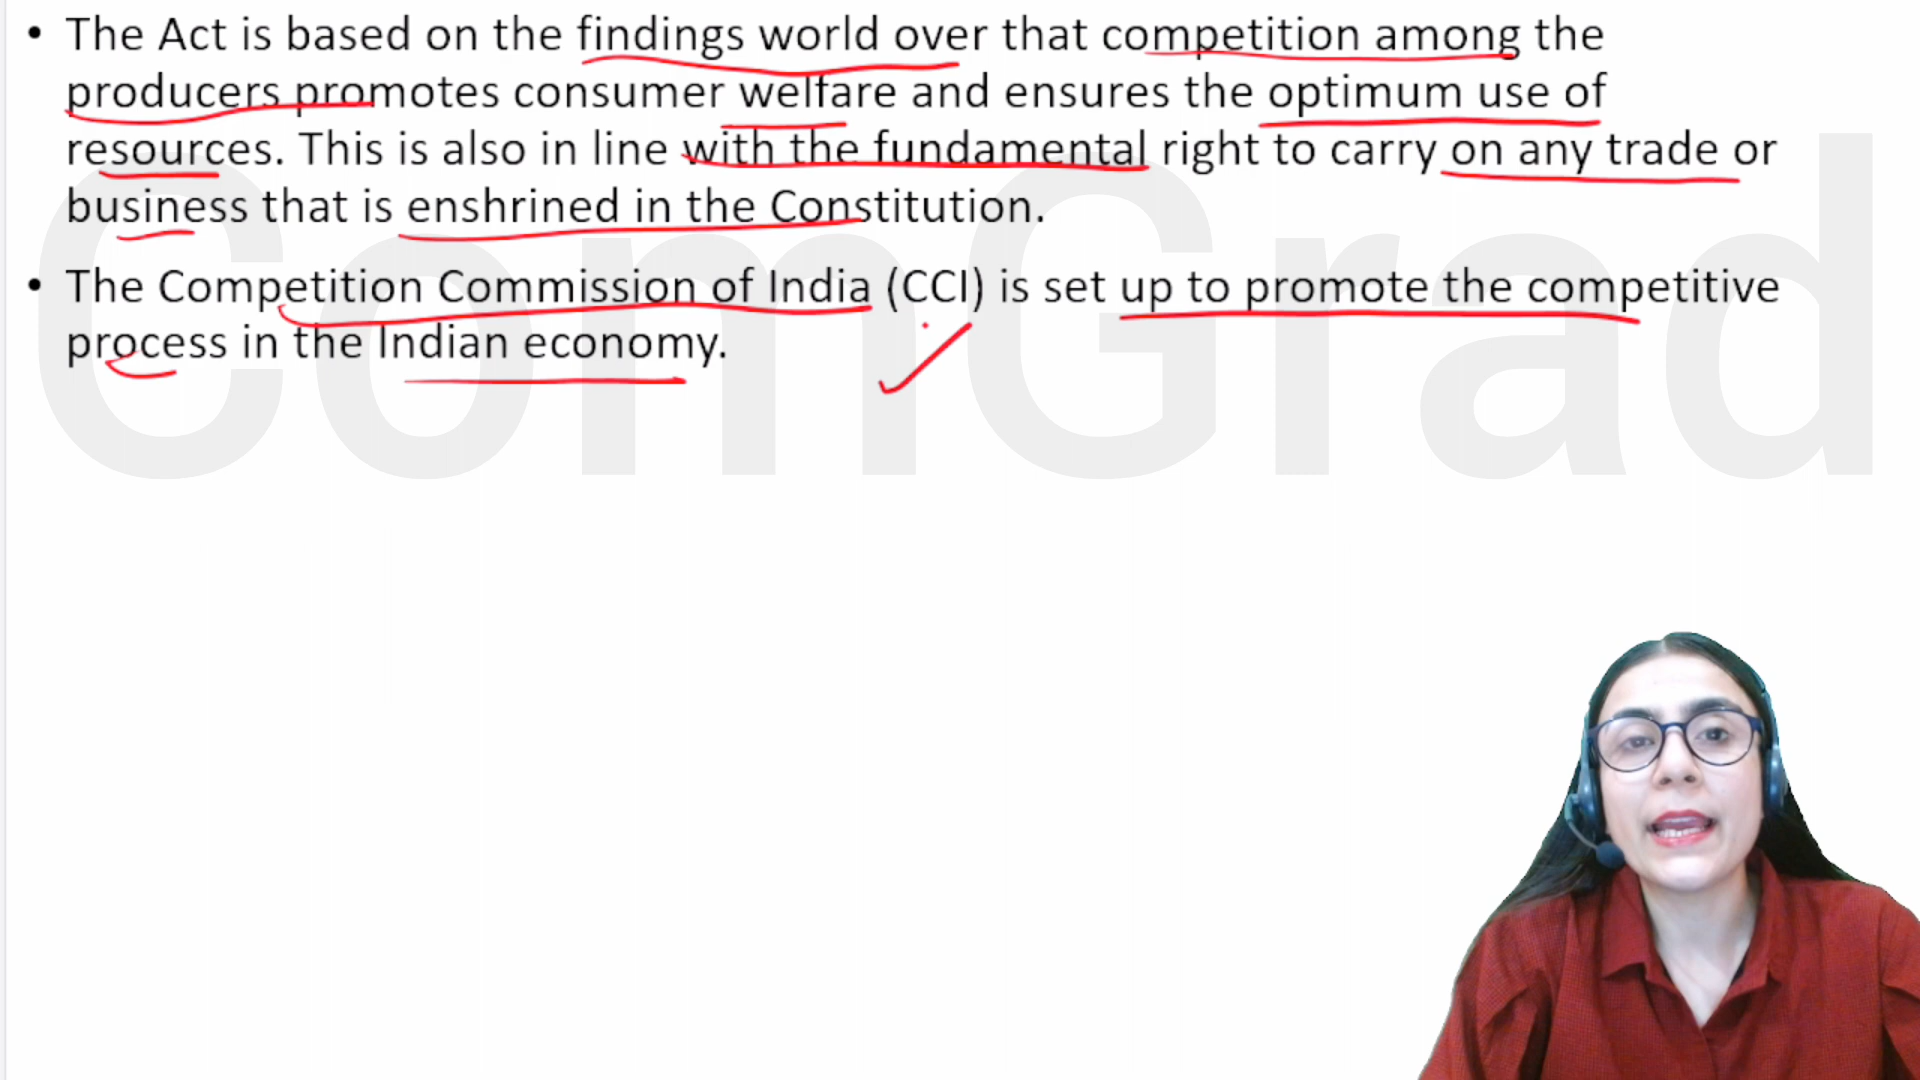 • The Act is based on the findings world over that competition among the
producers promotes consumer welfare and ensures the optimum use of
resources. This is also in line with the fundamental right to carry on any trade or
business that is enshrined in the Constitution.
• The Competition Commission of India (CCI) is set up to promote the competitive
process in the Indian economy.
ComGrad